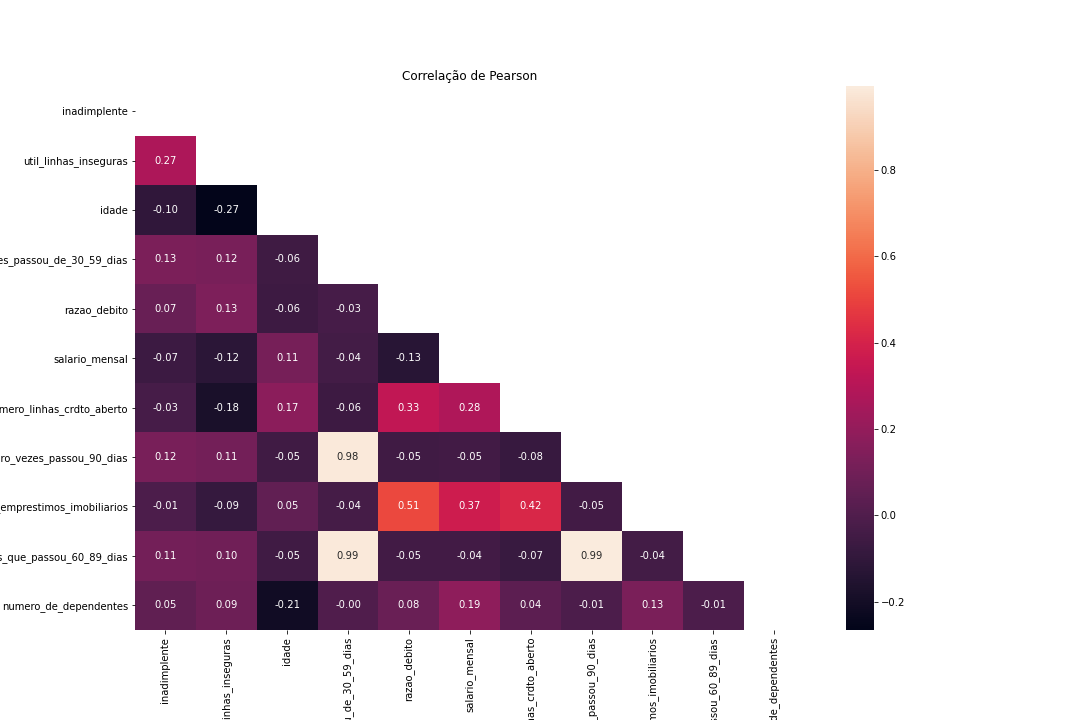 Correlação de Pearson
inadimplente
util_linhas_inseguras 0.27
idade -0.10 -0.27
es_passou_de_30_59_dias 0.13 0.12 -0.06
razao_debito 0.07 0.13 -0.06 -0.03
salario_mensal -0.07 -0.12 0.11 -0.04 -0.13
mero_linhas_crdto_aberto -0.03 -0.18 0.17 -0.06 0.33 0.28
ro_vezes_passou_90_dias 0.12 0.11 -0.05 0.98 -0.05 -0.05 -0.08
_emprestimos_imobiliarios -0.01 -0.09 0.05 -0.04 0.51 0.37 0.42 -0.05
s_que_passou_60_89_dias 0.11 0.10 -0.05 0.99 -0.05 -0.04 -0.07 0.99 -0.04
numero_de_dependentes 0.05 0.09 -0.21 -0.00 0.08 0.19 0.04 -0.01 0.13 -0.01
inadimplente
linhas_inseguras
idade
u_de_30_59_dias
razao_debito
salario_mensal
has_crdto_aberto
_passou_90_dias
mos_imobiliarios
ssou_60_89_dias
de_dependentes
0.8
0.6
0.4
0.2
0.0
−0.2